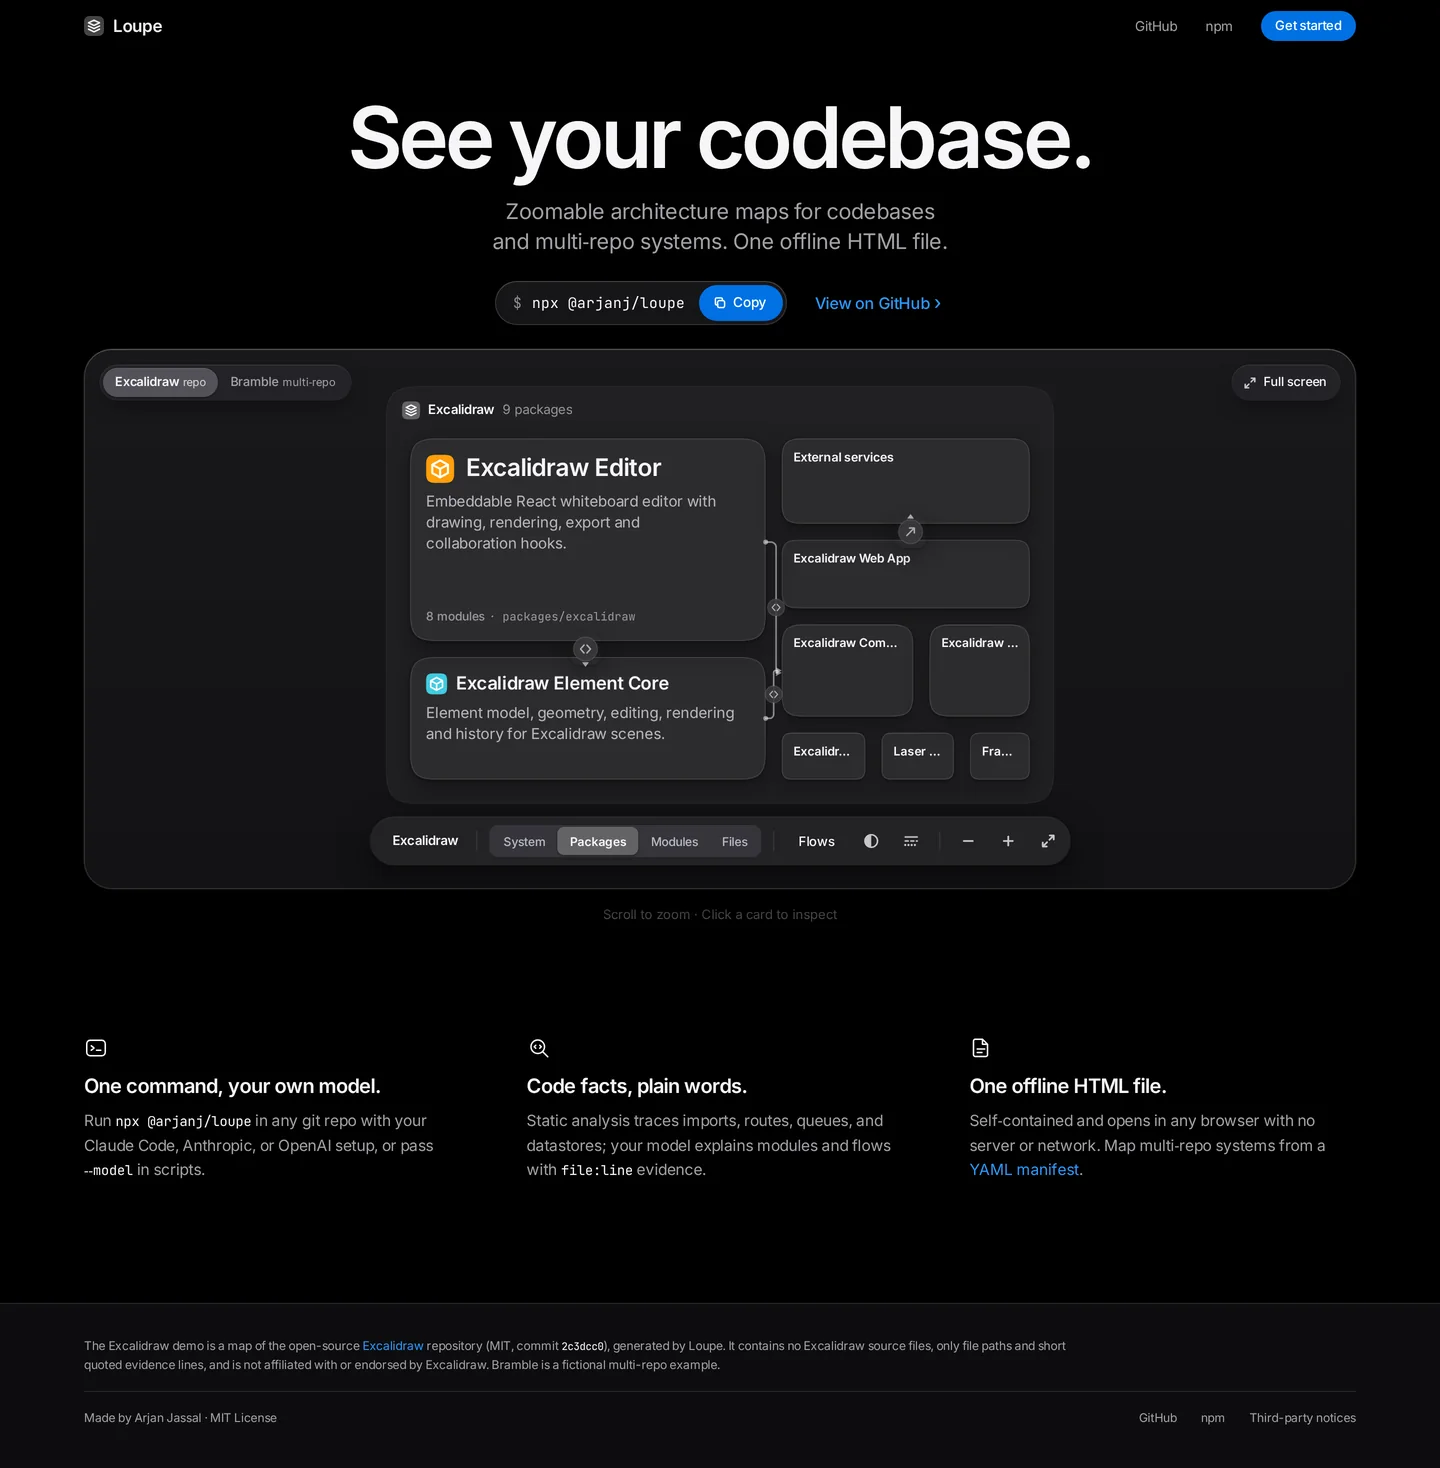 Loupe
GitHub
npm
Get started
See your codebase.
Zoomable architecture maps for codebases
and multi-repo systems. One offline HTML file.
$ npx @arjanj/loupe
Copy
View on GitHub ›
Excalidraw repo
Bramble multi-repo
Full screen
Excalidraw 9 packages
Excalidraw Editor
Embeddable React whiteboard editor with
drawing, rendering, export and
collaboration hooks.
8 modules · packages/excalidraw
Excalidraw Element Core
Element model, geometry, editing, rendering
and history for Excalidraw scenes.
External services
Excalidraw Web App
Excalidraw Com...
Excalidraw ...
Excalidr...
Laser ...
Fra...
Excalidraw
System
Packages
Modules
Files
Flows
Scroll to zoom · Click a card to inspect
One command, your own model.
Run npx @arjanj/loupe in any git repo with your
Claude Code, Anthropic, or OpenAI setup, or pass
--model in scripts.
Code facts, plain words.
Static analysis traces imports, routes, queues, and
datastores; your model explains modules and flows
with file:line evidence.
One offline HTML file.
Self-contained and opens in any browser with no
server or network. Map multi-repo systems from a
YAML manifest.
The Excalidraw demo is a map of the open-source Excalidraw repository (MIT, commit 2c3dcc0), generated by Loupe. It contains no Excalidraw source files, only file paths and short
quoted evidence lines, and is not affiliated with or endorsed by Excalidraw. Bramble is a fictional multi-repo example.
Made by Arjan Jassal · MIT License
GitHub
npm
Third-party notices